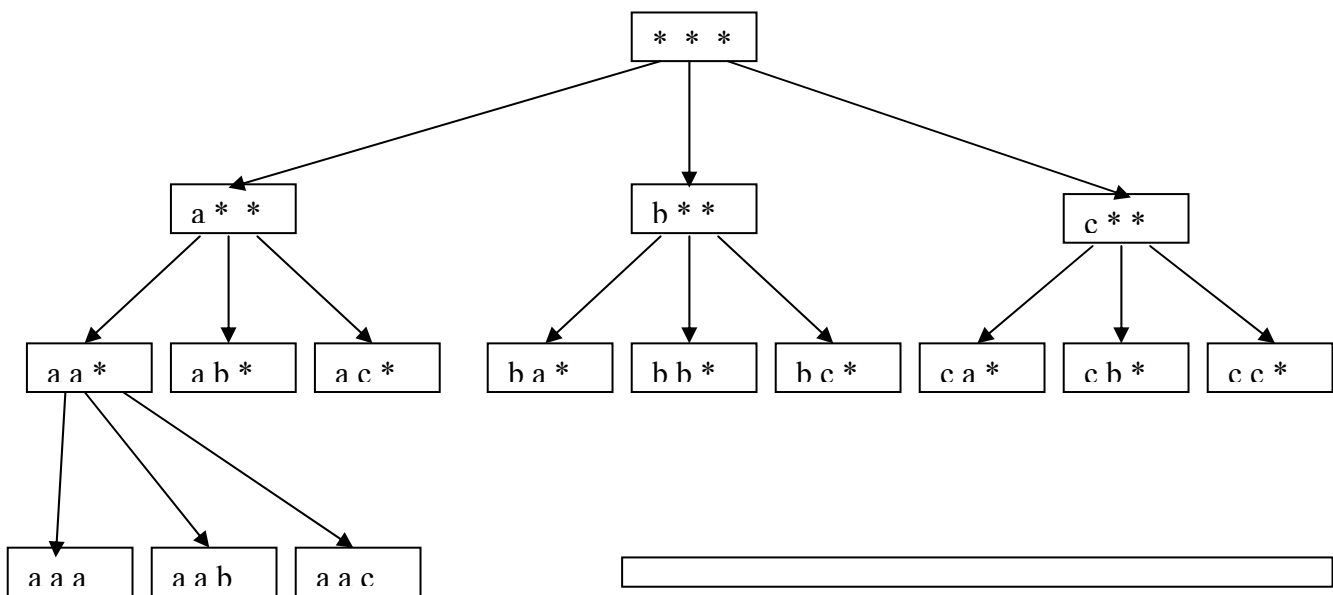 * * *
a * *
b * *
c * *
a a *
a b *
a c *
b a *
b b *
b c *
c a *
c b *
c c *
a a a
a a b
a a c